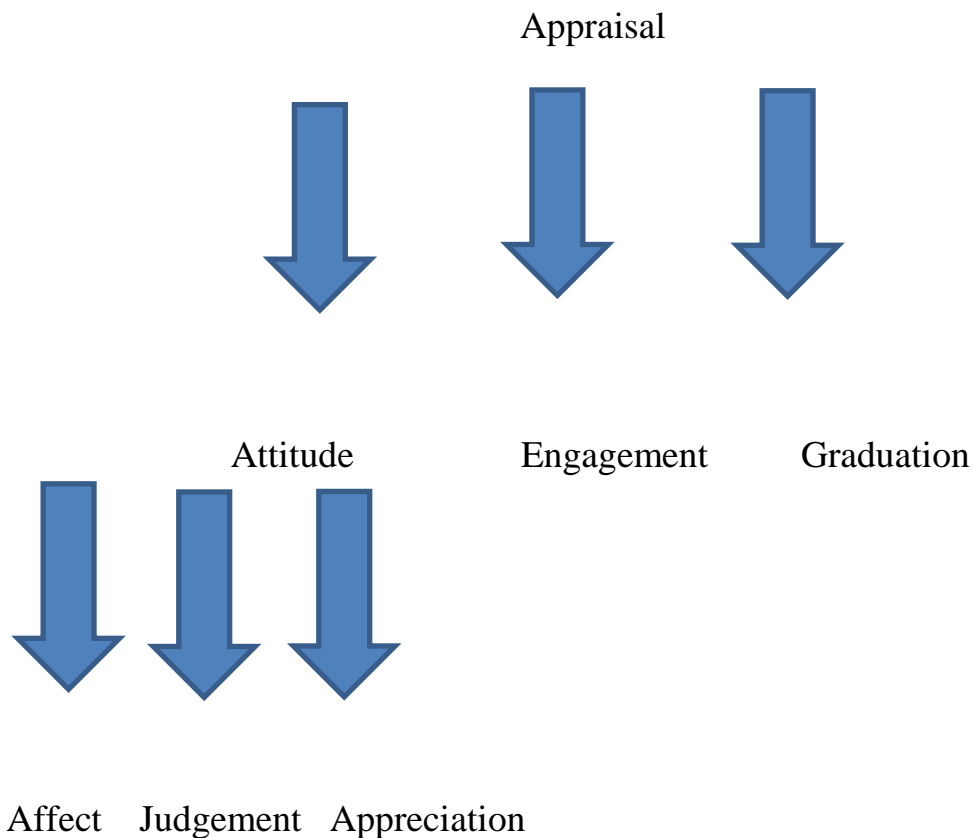 Appraisal
Attitude Engagement Graduation
Affect Judgement Appreciation